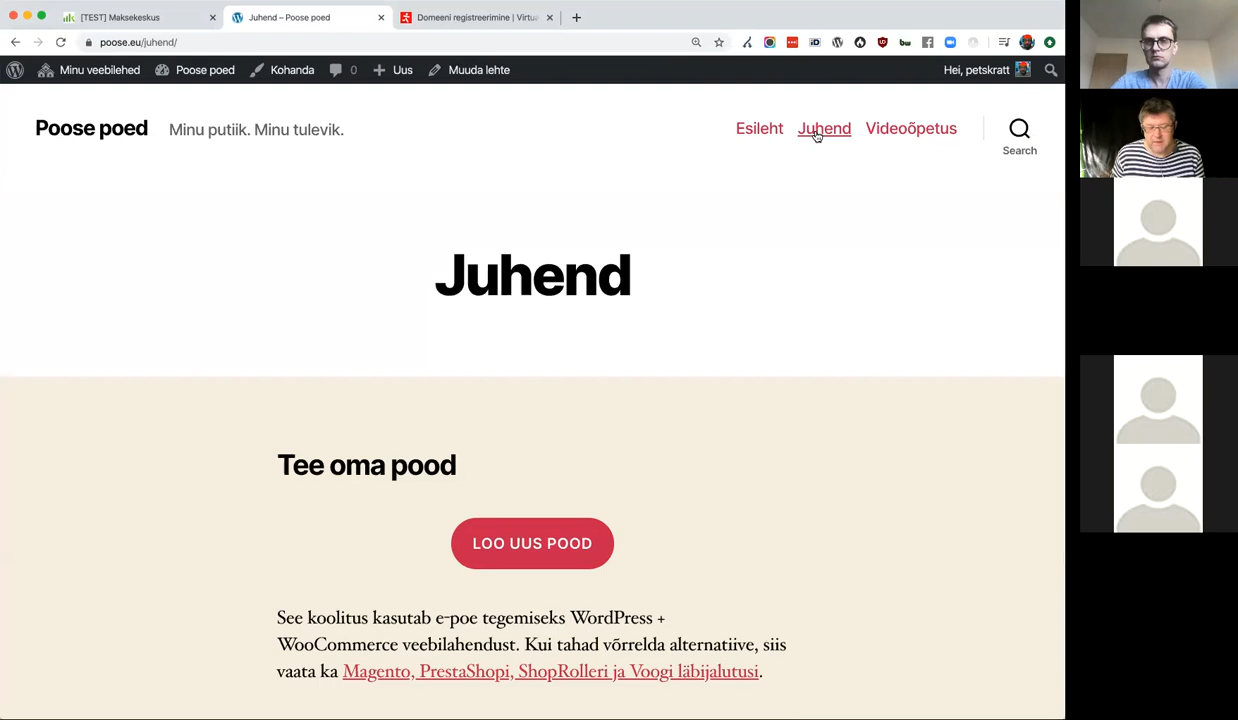 [TEST] Maksekeskus
Juhend – Poose poed
Domeeni registreerimine | Virtua
poose.eu/juhend/
Minu veebilehed
Poose poed
Kohanda
0
Uus
Muuda lehte
Hei, petskratt
Poose poed
Minu putiik. Minu tulevik.
Esileht
Juhend
Videoõpetus
Search
Juhend
Tee oma pood
LOO UUS POOD
See koolitus kasutab e-poe tegemiseks WordPress +
WooCommerce veebilahendust. Kui tahad võrrelda alternatiive, siis
vaata ka Magento, PrestaShopi, ShopRolleri ja Voogi läbijalutusi.